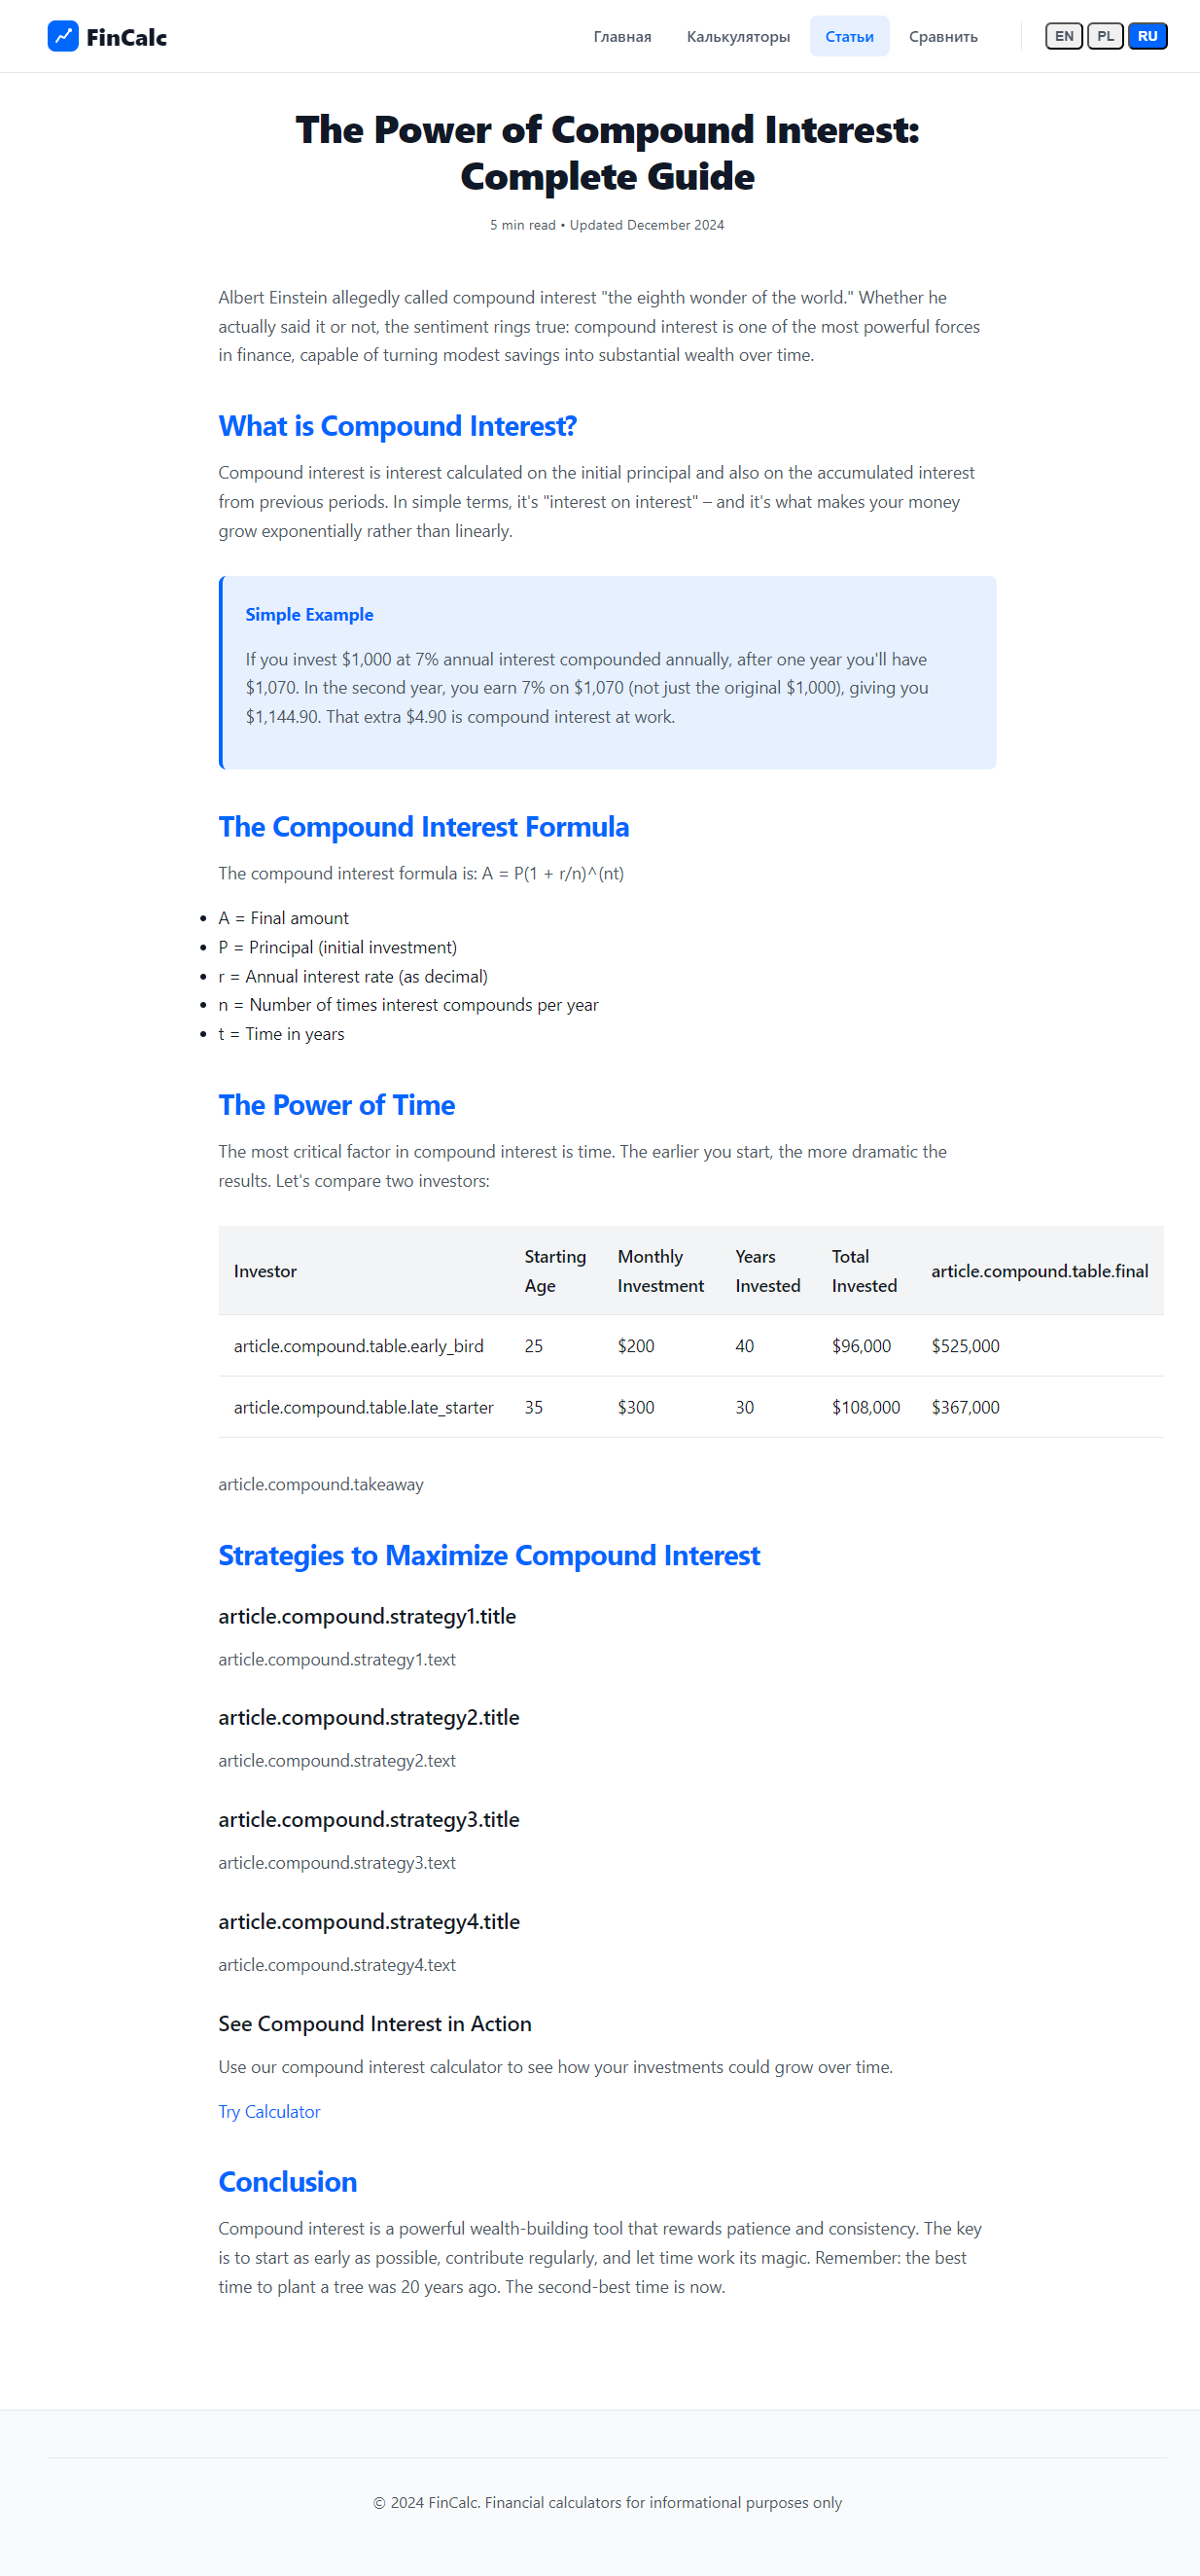 FinCalc
Главная
Калькуляторы
Статьи
Сравнить
EN
PL
RU
The Power of Compound Interest:
Complete Guide
5 min read • Updated December 2024
Albert Einstein allegedly called compound interest "the eighth wonder of the world." Whether he
actually said it or not, the sentiment rings true: compound interest is one of the most powerful forces
in finance, capable of turning modest savings into substantial wealth over time.
What is Compound Interest?
Compound interest is interest calculated on the initial principal and also on the accumulated interest
from previous periods. In simple terms, it's "interest on interest" – and it's what makes your money
grow exponentially rather than linearly.
Simple Example
If you invest $1,000 at 7% annual interest compounded annually, after one year you'll have
$1,070. In the second year, you earn 7% on $1,070 (not just the original $1,000), giving you
$1,144.90. That extra $4.90 is compound interest at work.
The Compound Interest Formula
The compound interest formula is: A = P(1 + r/n)^(nt)
• A = Final amount
• P = Principal (initial investment)
• r = Annual interest rate (as decimal)
• n = Number of times interest compounds per year
• t = Time in years
The Power of Time
The most critical factor in compound interest is time. The earlier you start, the more dramatic the
results. Let's compare two investors:
Investor Starting Age Monthly Investment Years Invested Total Invested article.compound.table.final
article.compound.table.early_bird 25 $200 40 $96,000 $525,000
article.compound.table.late_starter 35 $300 30 $108,000 $367,000
article.compound.takeaway
Strategies to Maximize Compound Interest
article.compound.strategy1.title
article.compound.strategy1.text
article.compound.strategy2.title
article.compound.strategy2.text
article.compound.strategy3.title
article.compound.strategy3.text
article.compound.strategy4.title
article.compound.strategy4.text
See Compound Interest in Action
Use our compound interest calculator to see how your investments could grow over time.
Try Calculator
Conclusion
Compound interest is a powerful wealth-building tool that rewards patience and consistency. The key
is to start as early as possible, contribute regularly, and let time work its magic. Remember: the best
time to plant a tree was 20 years ago. The second-best time is now.
© 2024 FinCalc. Financial calculators for informational purposes only